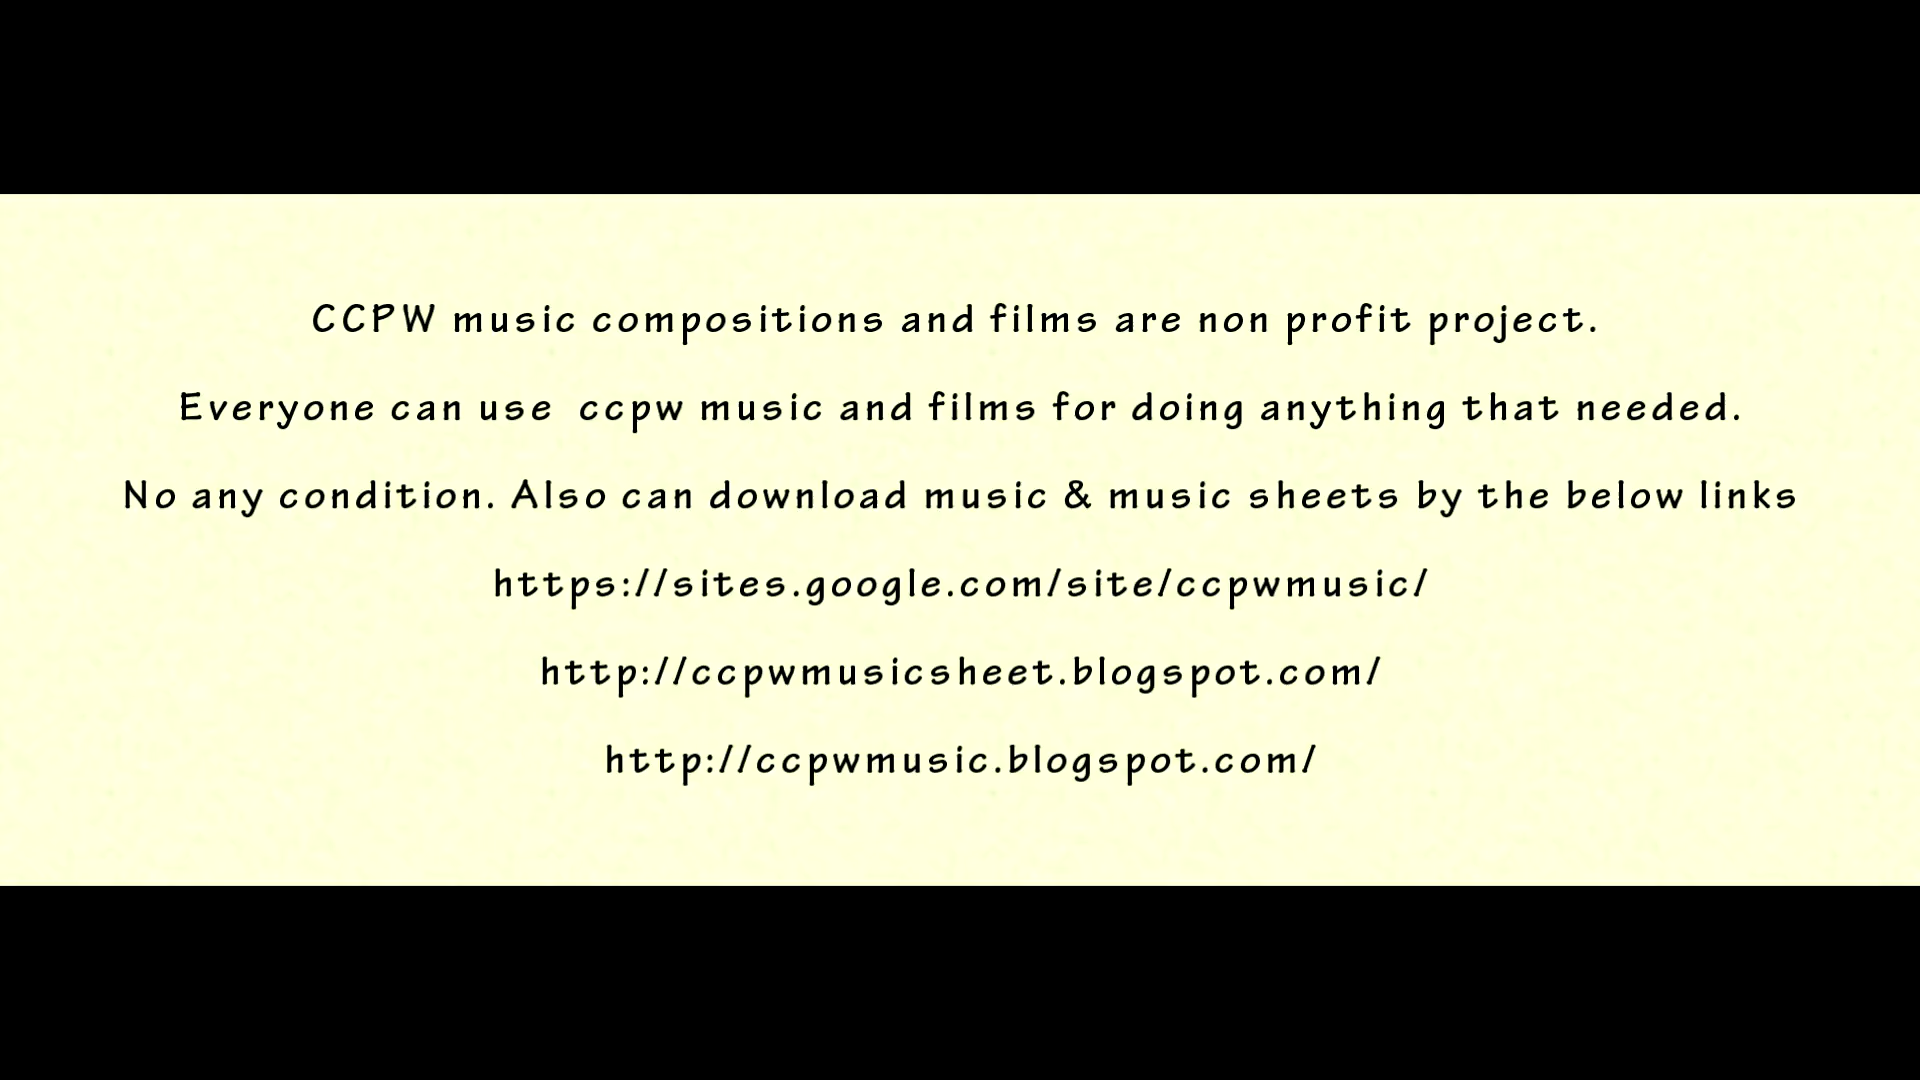 CCPW music compositions and films are non profit project.
Everyone can use ccpw music and films for doing anything that needed.
No any condition. Also can download music & music sheets by the below links
https://sites.google.com/site/ccpwmusic/
http://ccpwmusicsheet.blogspot.com/
http://ccpwmusic.blogspot.com/